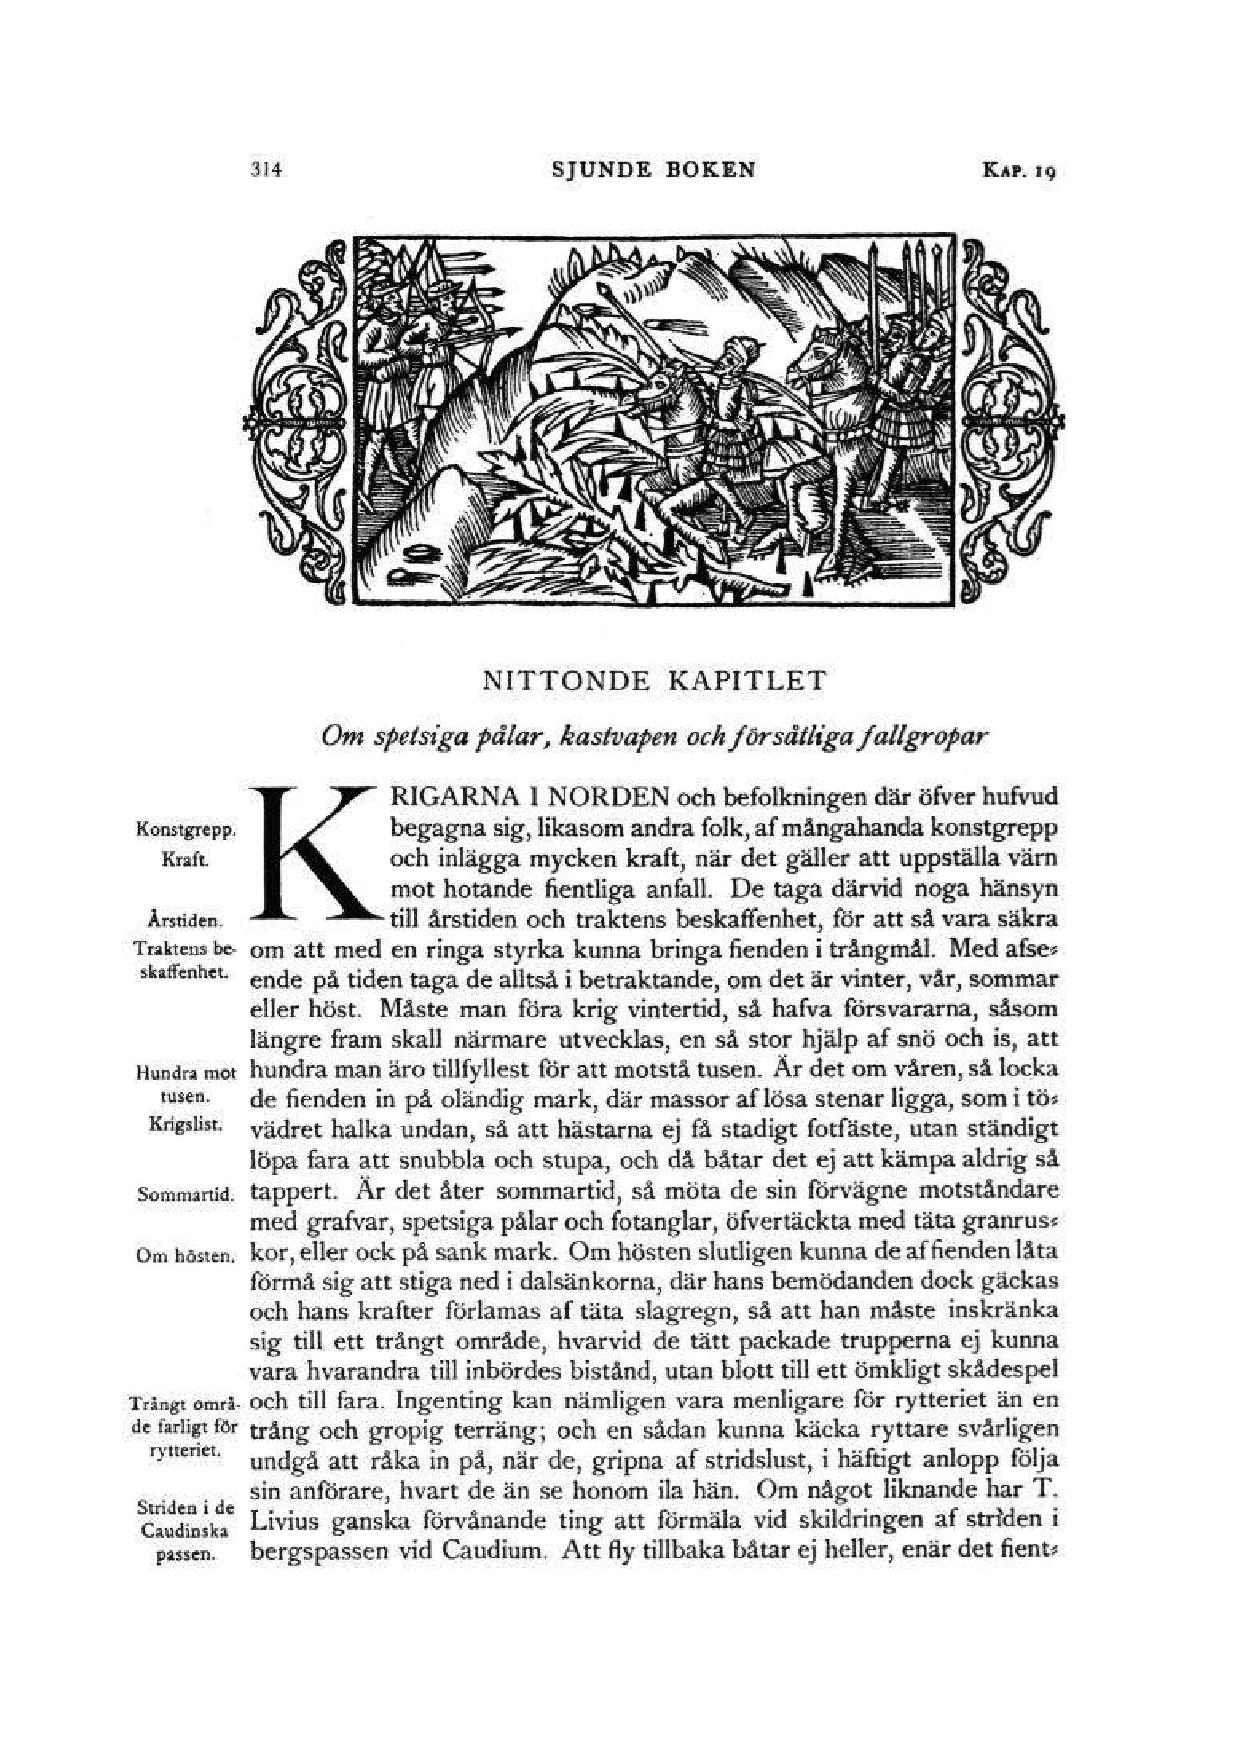 314 SJUNDE BOKEN KAP. 19
NITTONDE KAPITLET
Om spetsiga pålar, kastvapen och försåtliga fallgropar
KRIGARNA I NORDEN och befolkningen där öfver hufvud
Konstgrepp. begagna sig, likasom andra folk, af mångahanda konstgrepp
Kraft. och inlägga mycken kraft, när det gäller att uppställa värn
mot hotande fientliga anfall. De taga därvid noga hänsyn
Årstiden. till årstiden och traktens beskaffenhet, för att så vara säkra
Traktens be- om att med en ringa styrka kunna bringa fienden i trångmål. Med afse-
skaffenhet. ende på tiden taga de alltså i betraktande, om det är vinter, vår, sommar
eller höst. Måste man föra krig vintertid, så hafva försvararna, såsom
längre fram skall närmare utvecklas, en så stor hjälp af snö och is, att
Hundra mot hundra man äro tillfyllest för att motstå tusen. Är det om våren, så locka
tusen. de fienden in på oländig mark, där massor af lösa stenar ligga, som i tö-
Krigslist. vädret halka undan, så att hästarna ej få stadigt fotfäste, utan ständigt
löpa fara att snubbla och stupa, och då båtar det ej att kämpa aldrig så
Sommartid. tappert. Är det åter sommartid, så möta de sin förvägne motståndare
med grafvar, spetsiga pålar och fotanglar, öfvertäckta med täta granrus-
Om hösten. kor, eller ock på sank mark. Om hösten slutligen kunna de af fienden låta
förmå sig att stiga ned i dalsänkorna, där hans bemödanden dock gäckas
och hans krafter förlamas af täta slagregn, så att han måste inskränka
sig till ett trångt område, hvarvid de tätt packade trupperna ej kunna
vara hvarandra till inbördes bistånd, utan blott till ett ömkligt skådespel
Trångt områ- och till fara. Ingenting kan nämligen vara menligare för rytteriet än en
de farligt för trång och gropig terräng; och en sådan kunna käcka ryttare svårligen
rytteriet. undgå att råka in på, när de, gripna af stridslust, i häftigt anlopp följa
sin anförare, hvart de än se honom ila hän. Om något liknande har T.
Striden i de Livius ganska förvånande ting att förmäla vid skildringen af striden i
Caudinska bergspassen vid Caudium. Att fly tillbaka båtar ej heller, enär det fient-
passen.